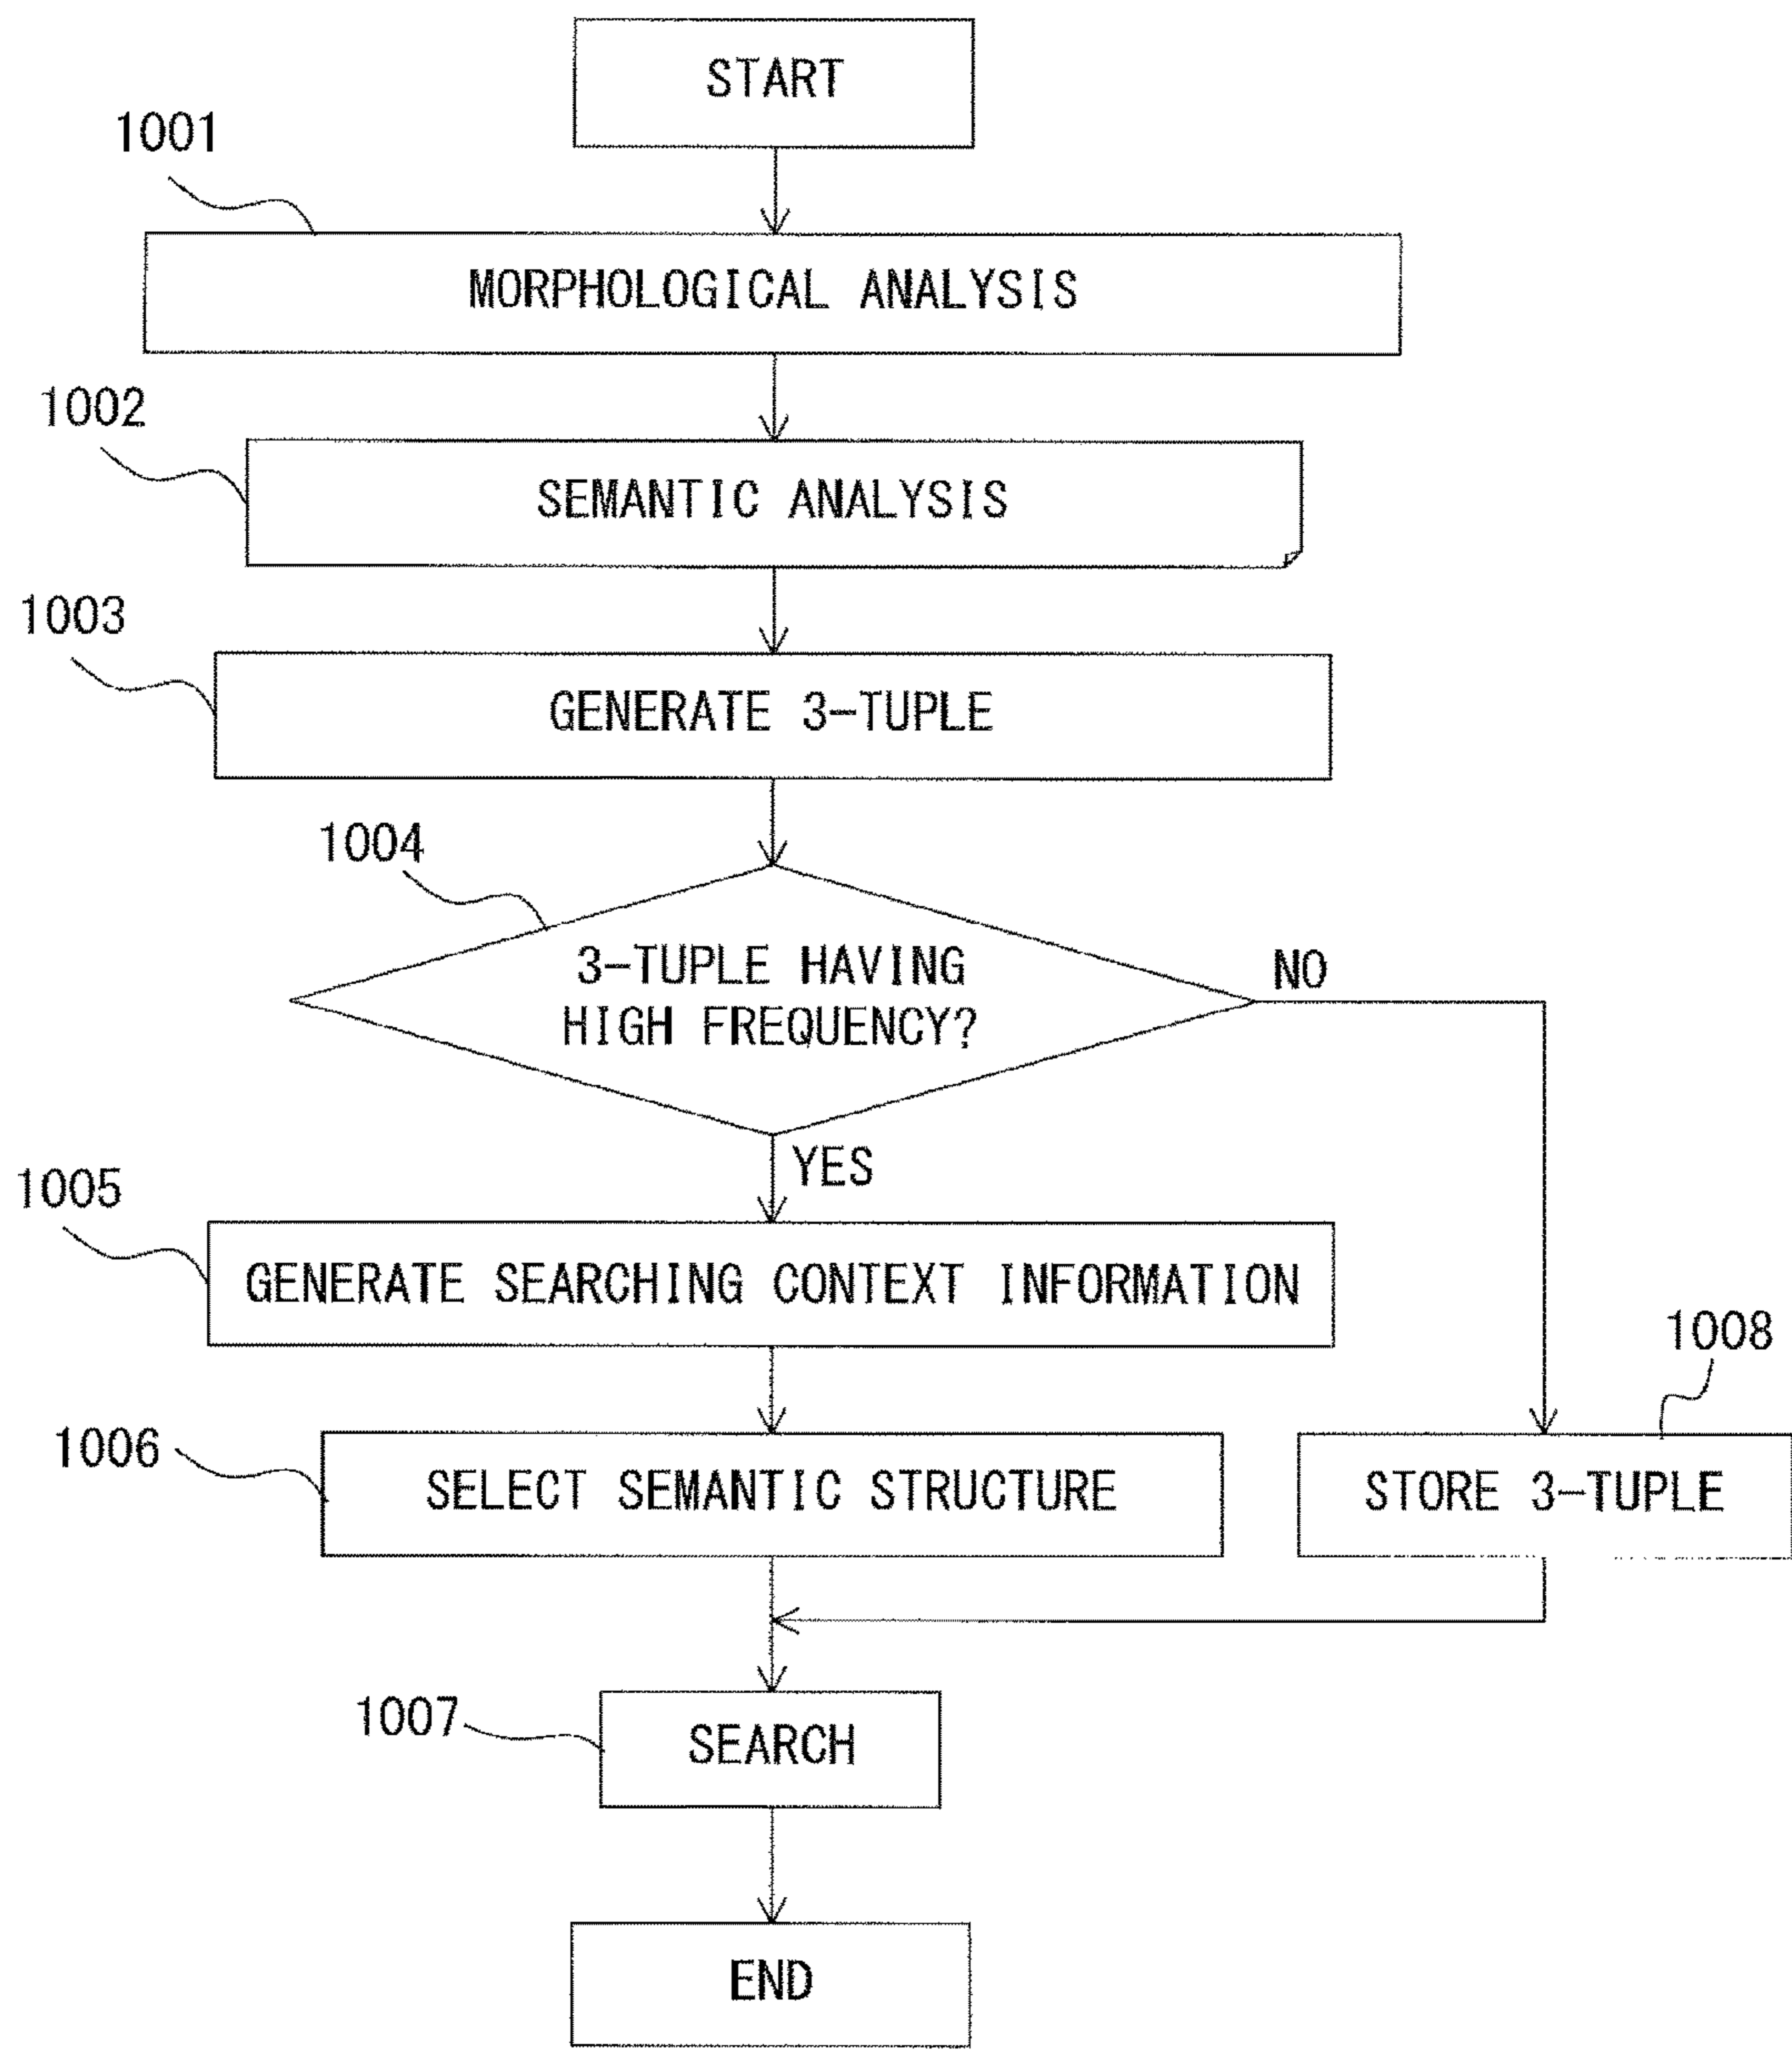 START
1001
MORPHOLOGICAL ANALYSIS
1002
SEMANTIC ANALYSIS
1003
GENERATE 3-TUPLE
1004
3-TUPLE HAVING
HIGH FREQUENCY?
NO
YES
1005
GENERATE SEARCHING CONTEXT INFORMATION
1008
1006
SELECT SEMANTIC STRUCTURE
STORE 3-TUPLE
1007
SEARCH
END